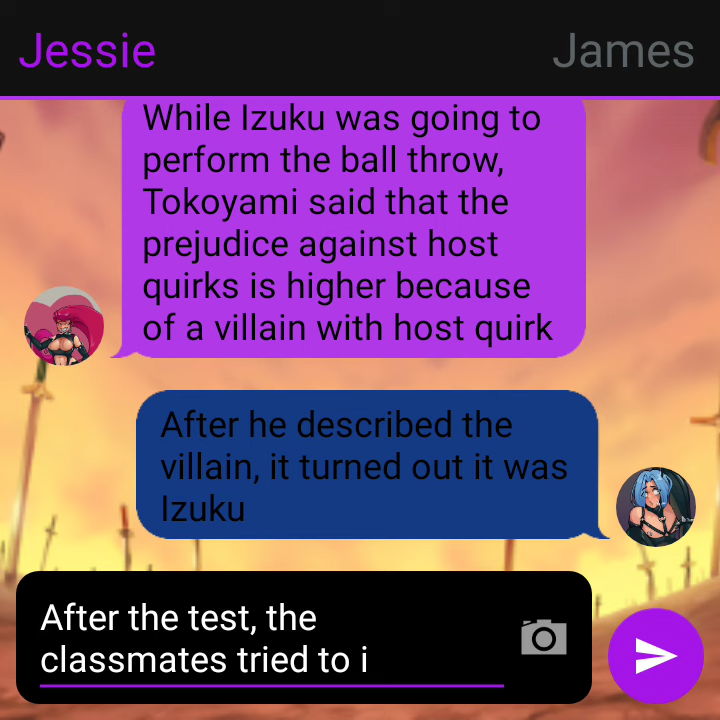 Jessie
James
While Izuku was going to
perform the ball throw,
Tokoyami said that the
prejudice against host
quirks is higher because
of a villain with host quirk
After he described the
villain, it turned out it was
Izuku
After the test, the
classmates tried to i